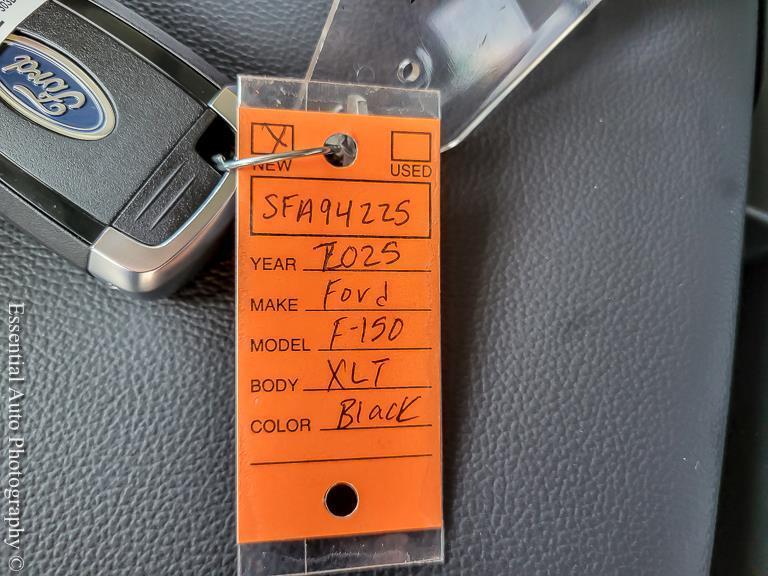 Ford
X
NEW USED
SFA94225
YEAR 2025
MAKE Ford
MODEL F-150
BODY XLT
COLOR Black
Essential Auto Photography ©